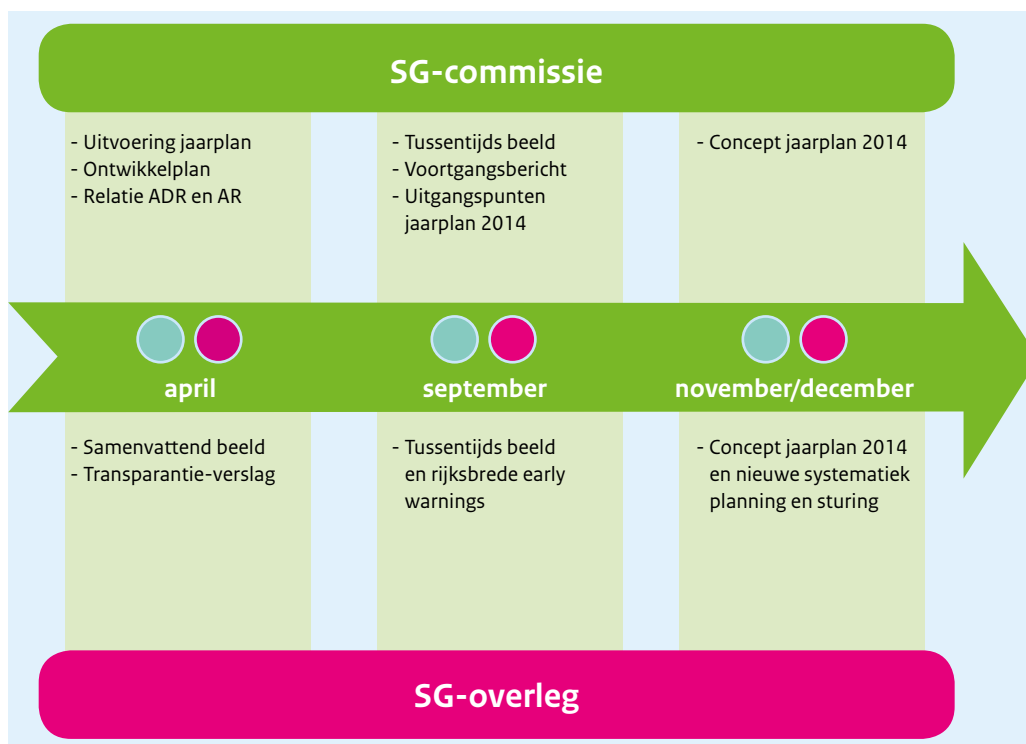 SG-commissie
- Uitvoering jaarplan
- Ontwikkelplan
- Relatie ADR en AR
- Tussentijds beeld
- Voortgangsbericht
- Uitgangspunten
jaarplan 2014
- Concept jaarplan 2014
april
september
november/december
- Samenvattend beeld
- Transparantie-verslag
- Tussentijds beeld
en rijksbrede early
warnings
- Concept jaarplan 2014
en nieuwe systematiek
planning en sturing
SG-overleg